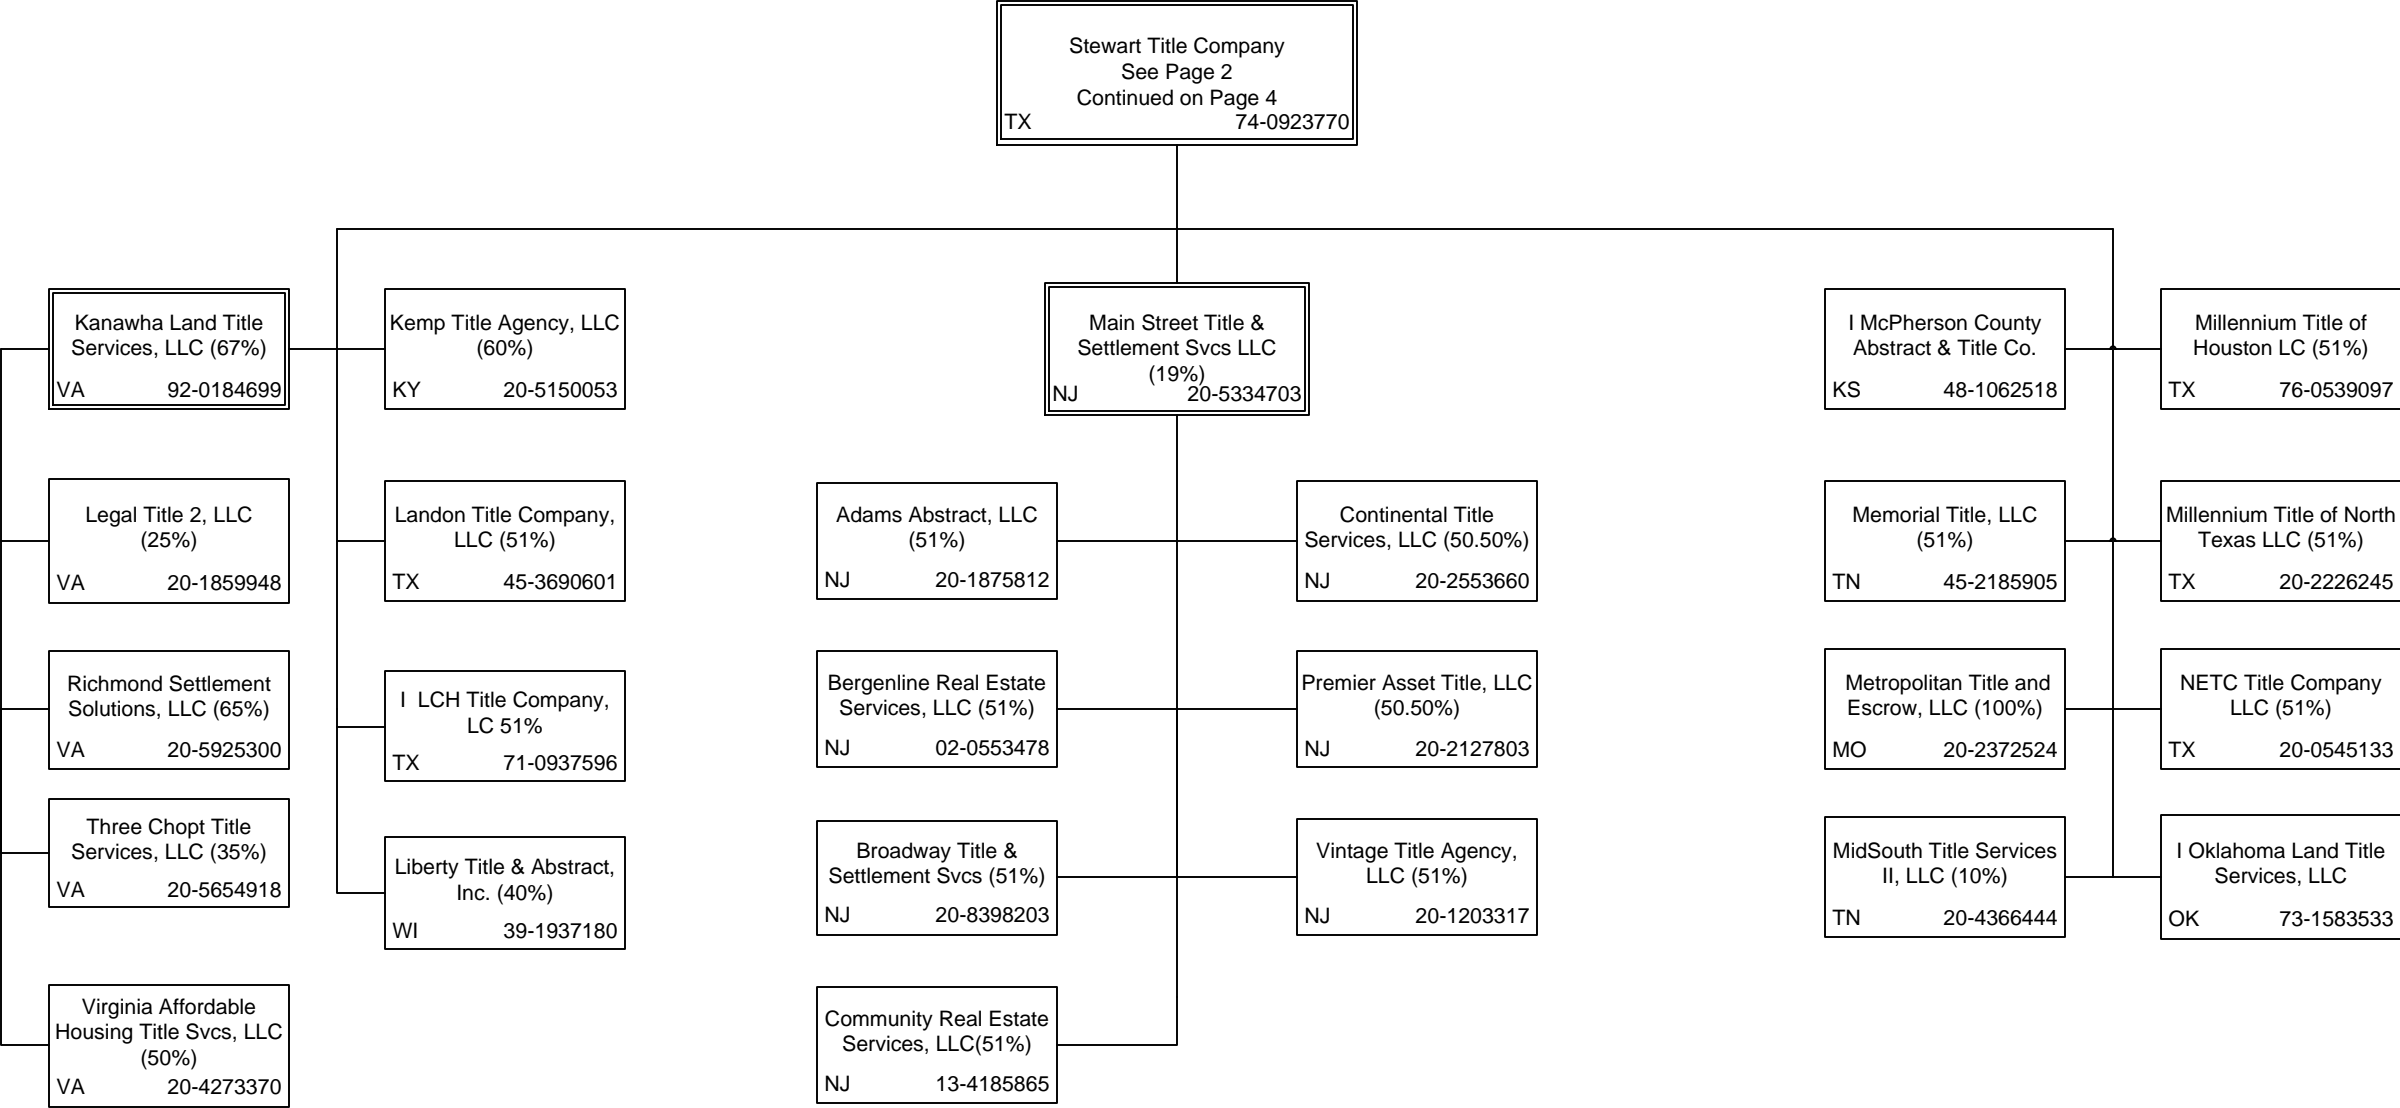 Stewart Title Company
See Page 2
Continued on Page 4
TX 74-0923770
Kanawha Land Title
Services, LLC (67%)
VA 92-0184699
Legal Title 2, LLC
(25%)
VA 20-1859948
Richmond Settlement
Solutions, LLC (65%)
VA 20-5925300
Three Chopt Title
Services, LLC (35%)
VA 20-5654918
Virginia Affordable
Housing Title Svcs, LLC
(50%)
VA 20-4273370
Kemp Title Agency, LLC
(60%)
KY 20-5150053
Landon Title Company,
LLC (51%)
TX 45-3690601
I LCH Title Company,
LC 51%
TX 71-0937596
Liberty Title & Abstract,
Inc. (40%)
WI 39-1937180
Main Street Title &
Settlement Svcs LLC
(19%)
NJ 20-5334703
Adams Abstract, LLC
(51%)
NJ 20-1875812
Bergenline Real Estate
Services, LLC (51%)
NJ 02-0553478
Broadway Title &
Settlement Svcs (51%)
NJ 20-8398203
Community Real Estate
Services, LLC(51%)
NJ 13-4185865
Continental Title
Services, LLC (50.50%)
NJ 20-2553660
Premier Asset Title, LLC
(50.50%)
NJ 20-2127803
Vintage Title Agency,
LLC (51%)
NJ 20-1203317
I McPherson County
Abstract & Title Co.
KS 48-1062518
Memorial Title, LLC
(51%)
TN 45-2185905
Metropolitan Title and
Escrow, LLC (100%)
MO 20-2372524
MidSouth Title Services
II, LLC (10%)
TN 20-4366444
Millennium Title of
Houston LC (51%)
TX 76-0539097
Millennium Title of North
Texas LLC (51%)
TX 20-2226245
NETC Title Company
LLC (51%)
TX 20-0545133
I Oklahoma Land Title
Services, LLC
OK 73-1583533